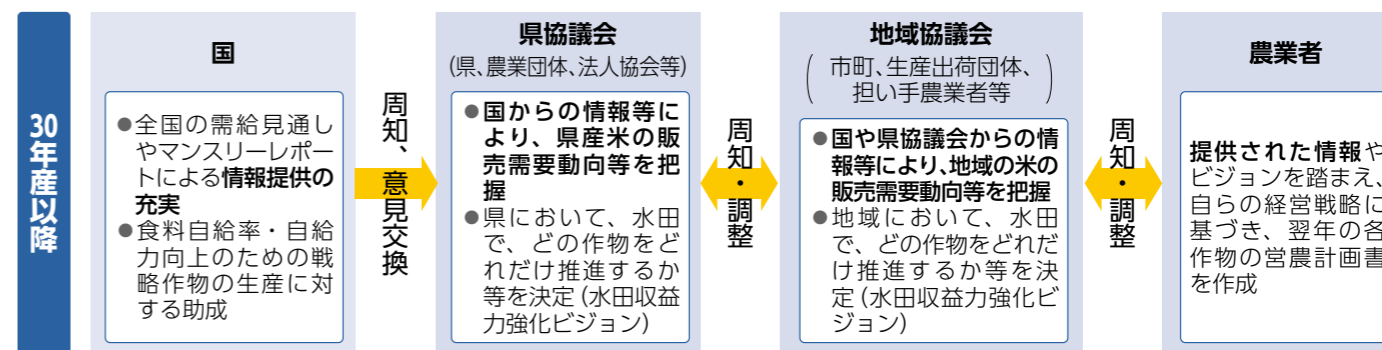 30年産以降
国
●全国の需給見通し
やマンスリーレポー
トによる情報提供の
充実
●食料自給率・自給
力向上のための戦
略作物の生産に対
する助成
周知、意見交換
県協議会
(県、農業団体、法人協会等)
●国からの情報等に
より、県産米の販
売需要動向等を把
握
●県において、水田
で、どの作物をど
れだけ推進するか
等を決定(水田収益
力強化ビジョン)
周知・調整
地域協議会
(市町、生産出荷団体、
担い手農業者等)
●国や県協議会からの情
報等により、地域の米の
販売需要動向等を把握
●地域において、水田
で、どの作物をどれだ
け推進するか等を決
定(水田収益力強化ビ
ジョン)
周知・調整
農業者
提供された情報や
ビジョンを踏まえ、
自らの経営戦略に
基づき、翌年の各
作物の営農計画書
を作成